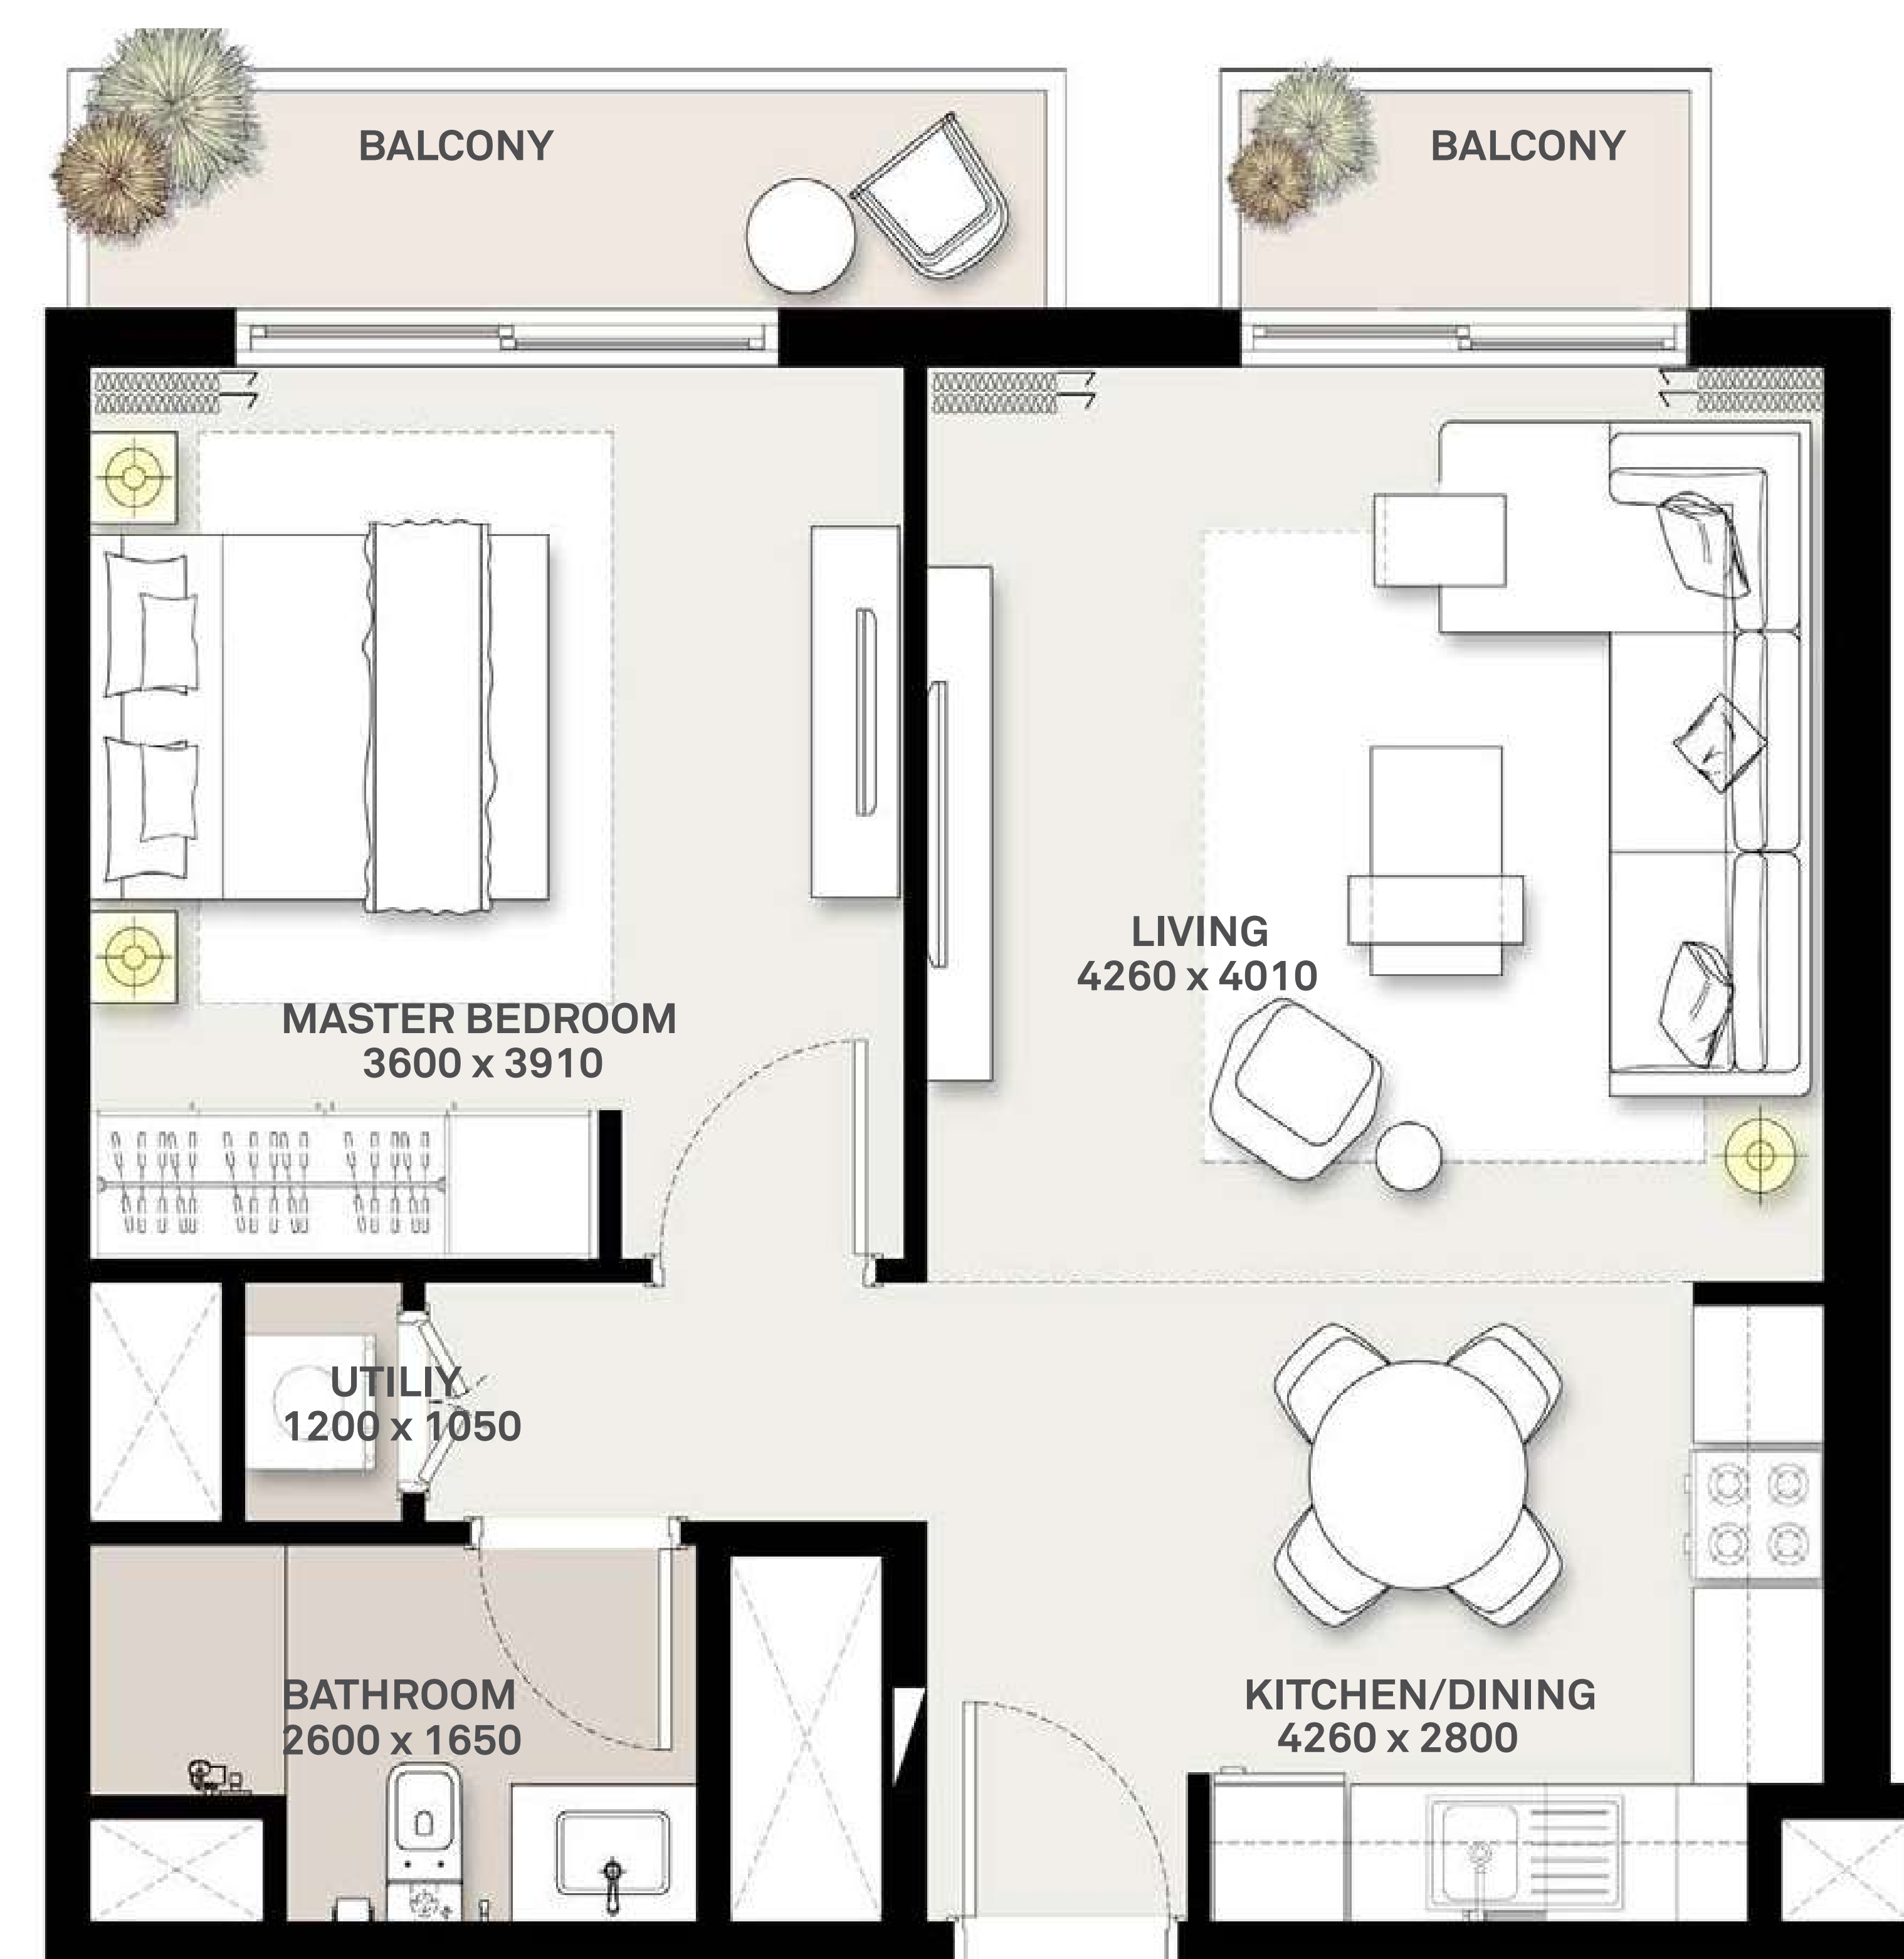 BALCONY
BALCONY
LIVING
4260 x 4010
MASTER BEDROOM
3600 x 3910
UTILIY
1200 x 1050
BATHROOM
2600 x 1650
KITCHEN/DINING
4260 x 2800